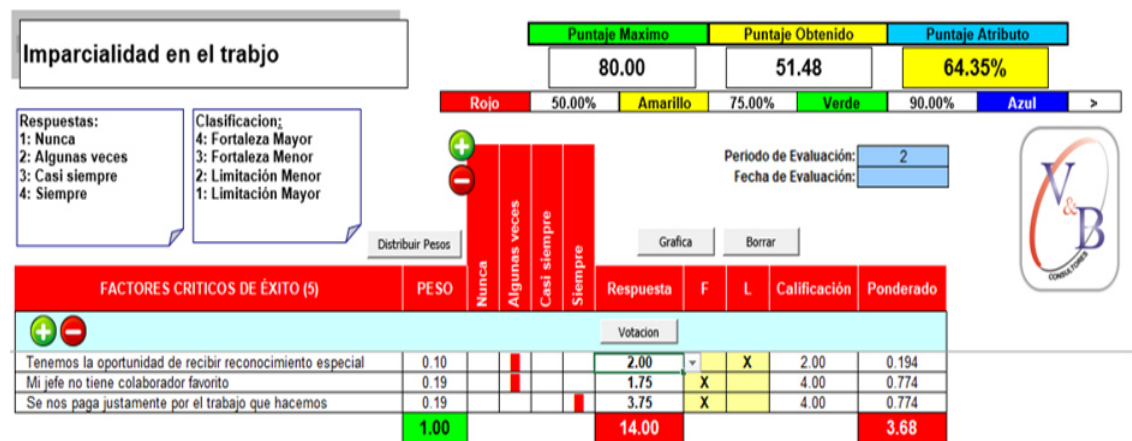 Imparcialidad en el trabjo
Puntaje Maximo Puntaje Obtenido Puntaje Atributo
80.00 51.48 64.35%
Rojo 50.00% Amarillo 75.00% Verde 90.00% Azul >
Respuestas:
1: Nunca
2: Algunas veces
3: Casi siempre
4: Siempre
Clasificacion:
4: Fortaleza Mayor
3: Fortaleza Menor
2: Limitación Menor
1: Limitación Mayor
Periodo de Evaluación: 2
Fecha de Evaluación:
V&B
CONSULTORES
Distribuir Pesos
Grafica Borrar
FACTORES CRITICOS DE ÉXITO (5) PESO Nunca Algunas veces Casi siempre Siempre Respuesta F L Calificación Ponderado
Votacion
Tenemos la oportunidad de recibir reconocimiento especial 0.10 2.00 X 2.00 0.194
Mi jefe no tiene colaborador favorito 0.19 1.75 X 4.00 0.774
Se nos paga justamente por el trabajo que hacemos 0.19 3.75 X 4.00 0.774
1.00 14.00 3.68